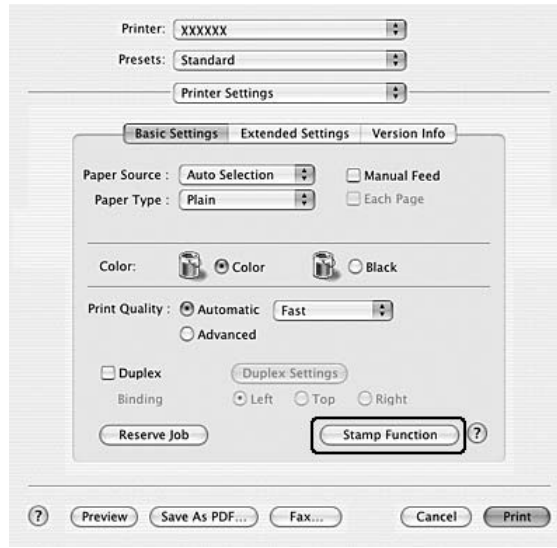 Printer: XXXXXX
Presets: Standard
Printer Settings
Basic Settings Extended Settings Version Info
Paper Source : Auto Selection Manual Feed
Paper Type : Plain Each Page
Color: Color Black
Print Quality : Automatic Fast
Advanced
Duplex Duplex Settings
Binding Left Top Right
Reserve Job Stamp Function ?
? Preview Save As PDF... Fax... Cancel Print